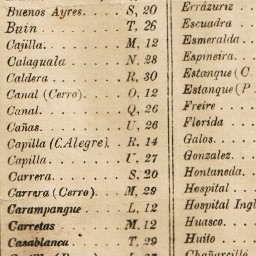 Buenos Ayres. . . . S, 20
Buin . . . . . . . . T, 26
Cajilla. . . . . . . M, 12
Calaguala . . . . N. 28
Caldera . . . . . . R, 30
Canal (Cerro). . . O, 12
Canal. . . . . . . . Q, 26
Cañas. . . . . . . . U, 26
Capilla (C.Alegre). R, 14
Capilla . . . . . . U. 27
Carrera. . . . . . . S. 20
Carrera (Cerro). . M, 29
Carampangue . . L, 12
Carretas . . . . . M. 12
Casablanca . . . . T. 29
Errázuriz
Escuadra
Esmeralda
Espineira
Estanque (C
Estanque (P
Freire
Florida
Galos.
Gonzalez.
Hontaneda
Hospital
Hospital Ingl
Huasco.
Huito
Chañarcillo